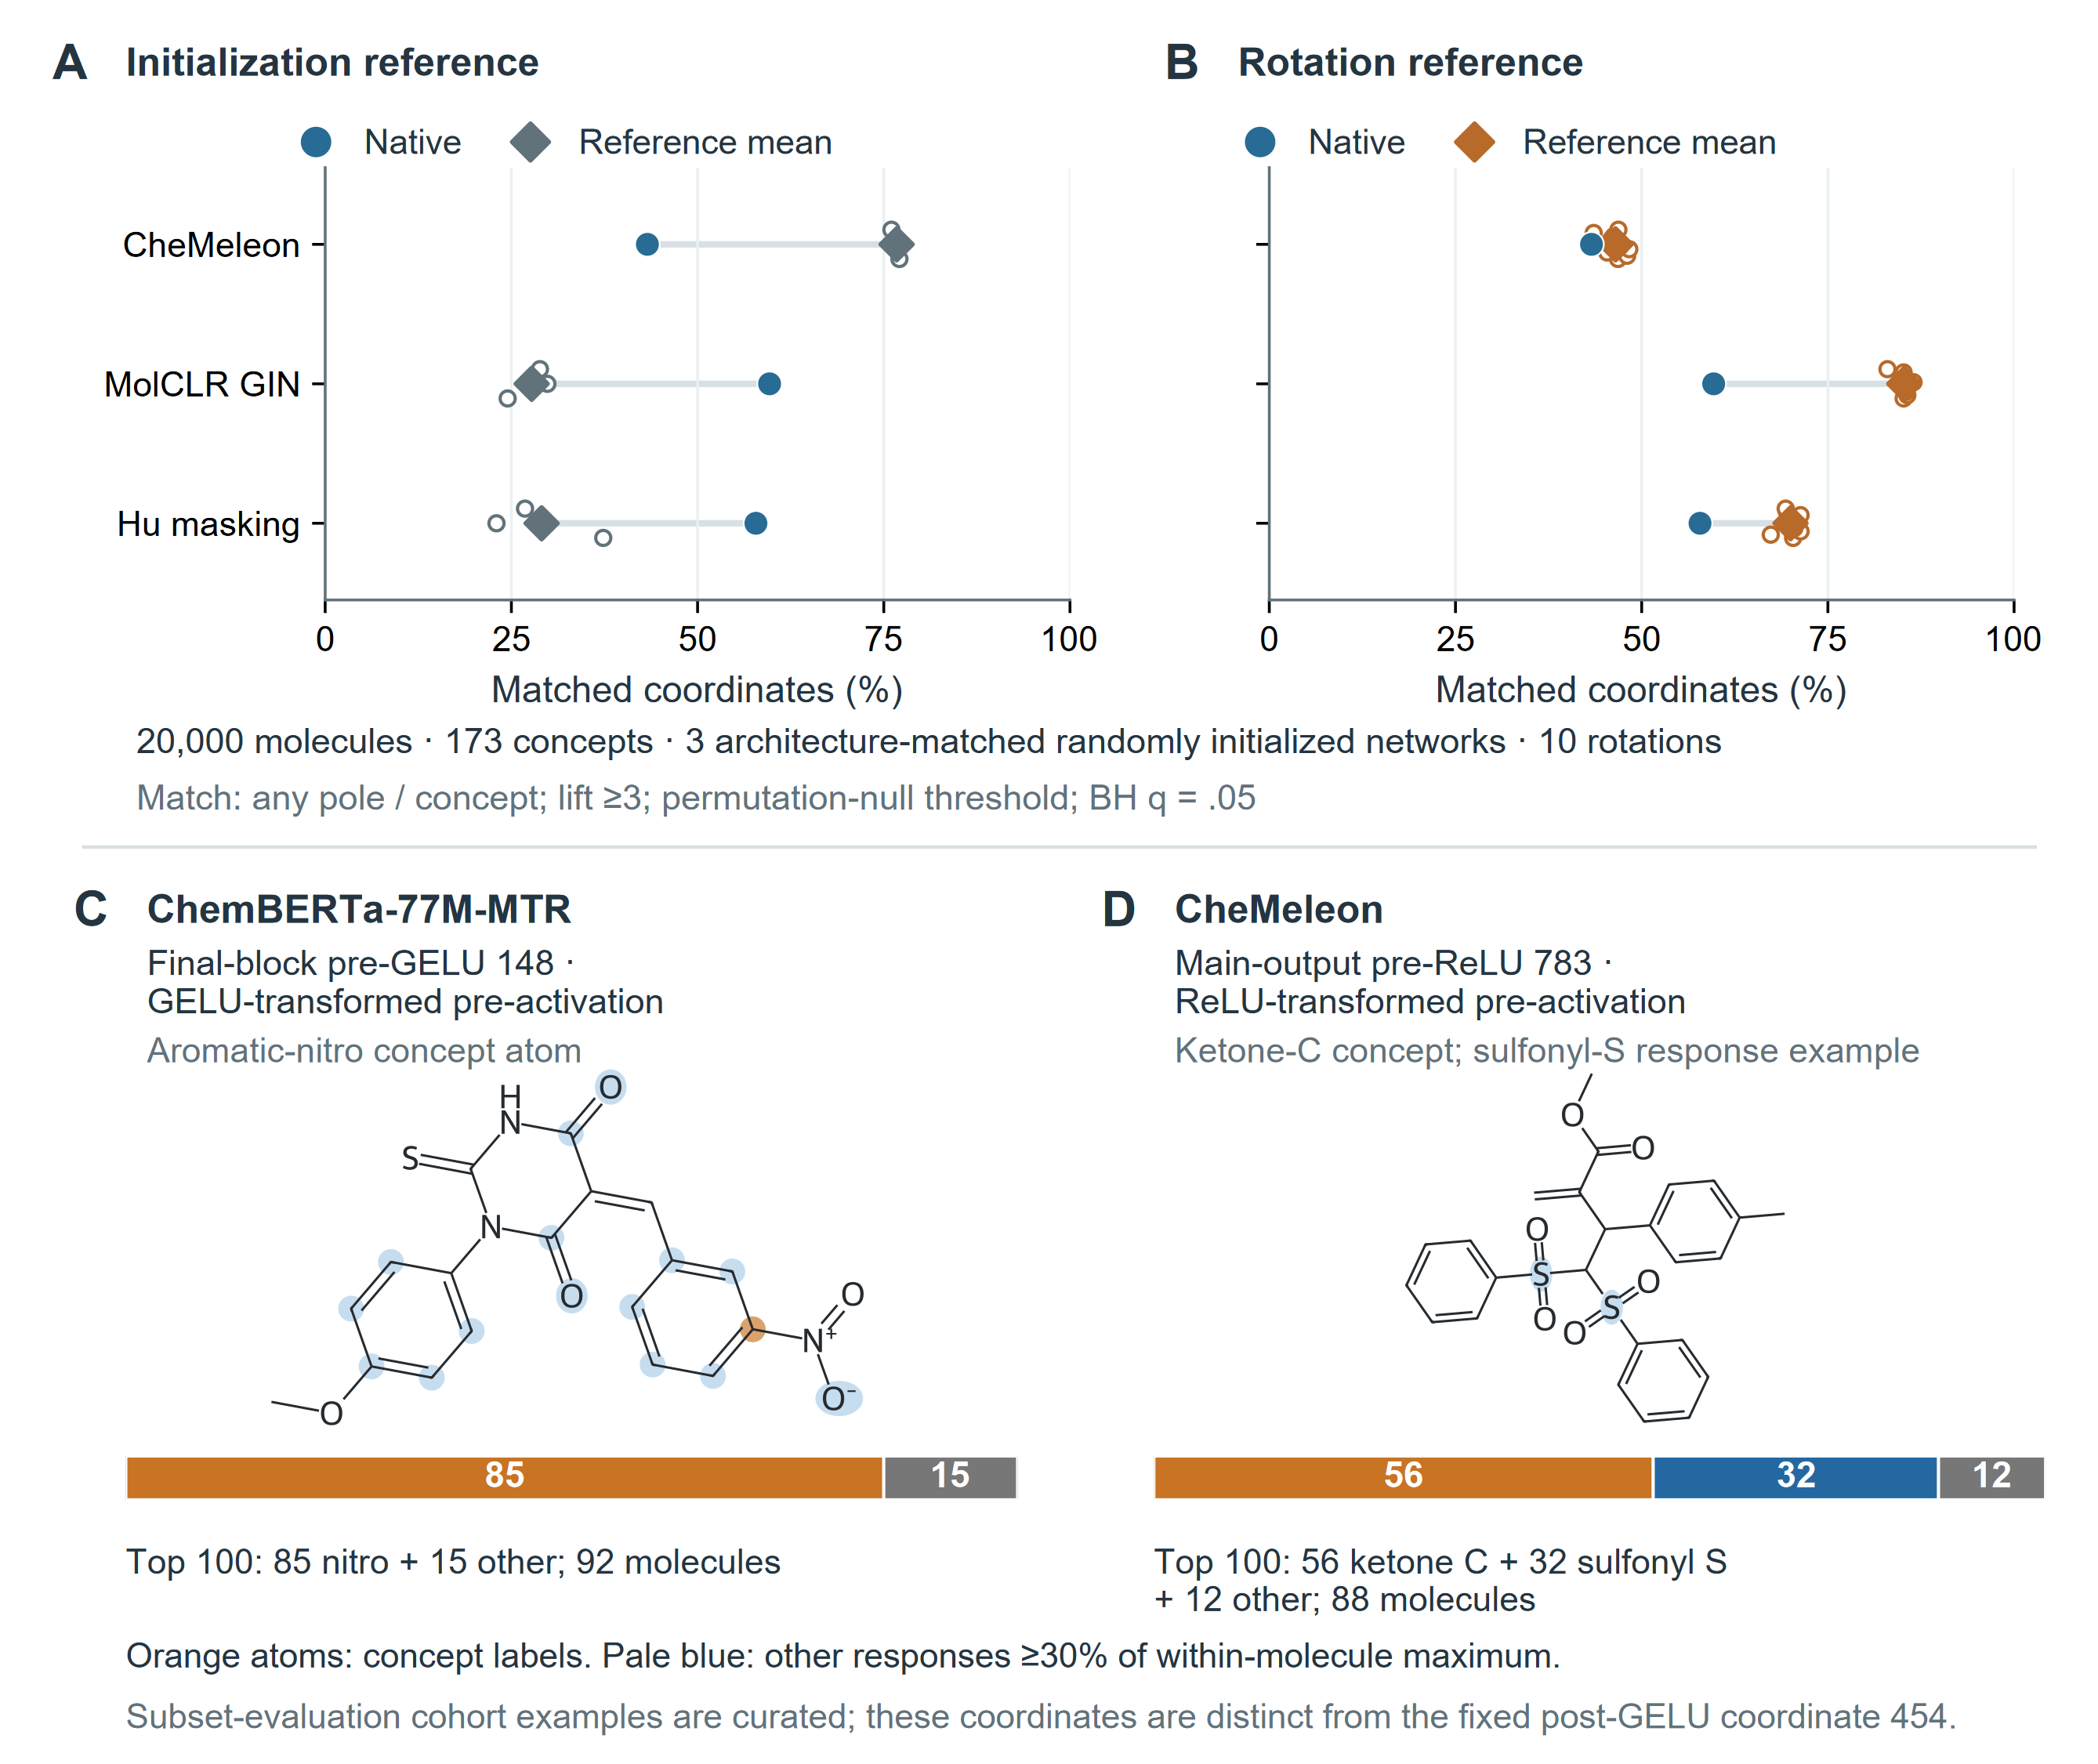 A Initialization reference
B Rotation reference
Native
Reference mean
Native
Reference mean
CheMeleon
MolCLR GIN
Hu masking
0 25 50 75 100
0 25 50 75 100
Matched coordinates (%)
Matched coordinates (%)
20,000 molecules · 173 concepts · 3 architecture-matched randomly initialized networks · 10 rotations
Match: any pole / concept; lift ≥3; permutation-null threshold; BH q = .05
C ChemBERTa-77M-MTR
Final-block pre-GELU 148 ·
GELU-transformed pre-activation
Aromatic-nitro concept atom
H
N
O
S
N
O
O
N+
O−
O
85 15
Top 100: 85 nitro + 15 other; 92 molecules
D CheMeleon
Main-output pre-ReLU 783 ·
ReLU-transformed pre-activation
Ketone-C concept; sulfonyl-S response example
O
O
O
S
O
O
S
O
56 32 12
Top 100: 56 ketone C + 32 sulfonyl S
+ 12 other; 88 molecules
Orange atoms: concept labels. Pale blue: other responses ≥30% of within-molecule maximum.
Subset-evaluation cohort examples are curated; these coordinates are distinct from the fixed post-GELU coordinate 454.